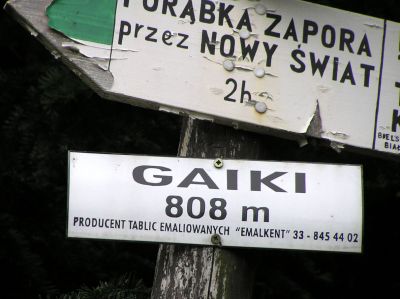 PORĄBKA ZAPORA
przez NOWY ŚWIAT
2h
GAIKI
808 m
PRODUCENT TABLIC EMALIOWANYCH "EMALKENT" 33 - 845 44 02